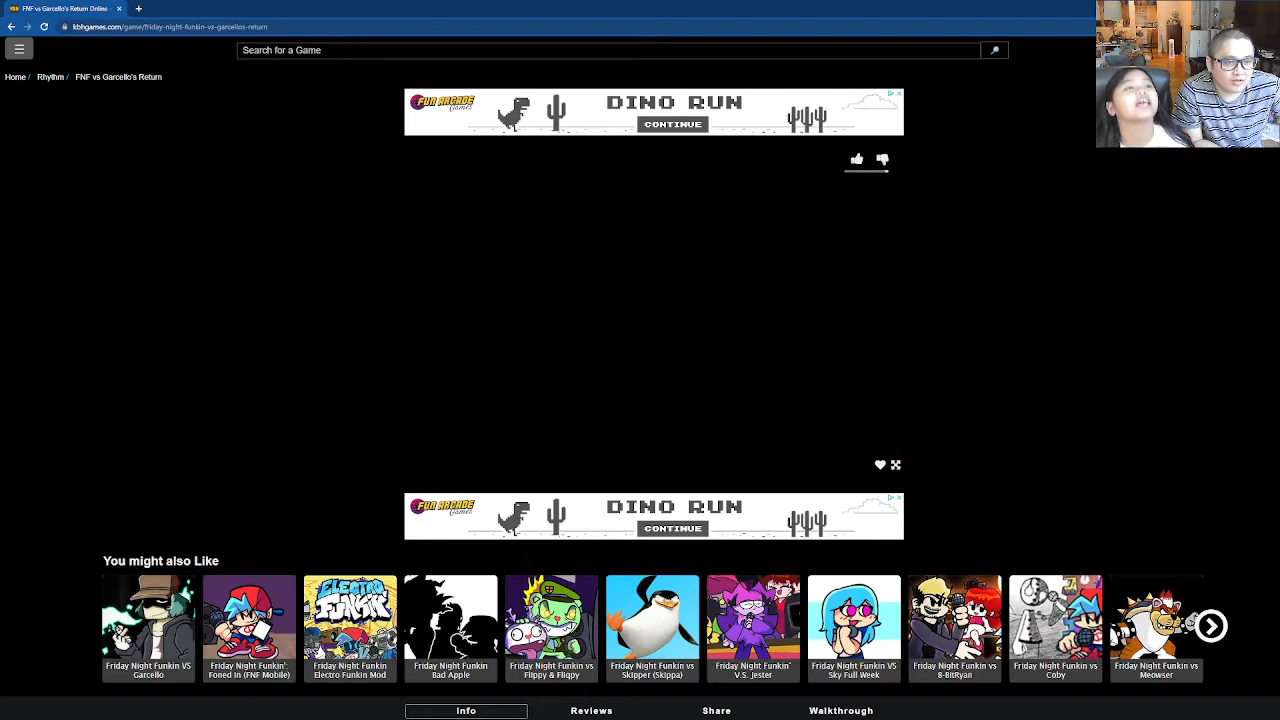 FNF vs Garcello's Return Online
kbhgames.com/game/friday-night-funkin-vs-garcellos-return
Search for a Game
Home / Rhythm / FNF vs Garcello's Return
FUN ARCADE Games
DINO RUN
CONTINUE
FUN ARCADE Games
DINO RUN
CONTINUE
You might also Like
ELECTRO FUNKIN'
Friday Night Funkin VS Garcello
Friday Night Funkin': Foned In (FNF Mobile)
Friday Night Funkin Electro Funkin Mod
Friday Night Funkin Bad Apple
Friday Night Funkin vs Flippy & Fliqpy
Friday Night Funkin vs Skipper (Skippa)
Friday Night Funkin' V.S. Jester
Friday Night Funkin VS Sky Full Week
Friday Night Funkin vs 8-BitRyan
Friday Night Funkin vs Coby
Friday Night Funkin vs Meowser
Info Reviews Share Walkthrough